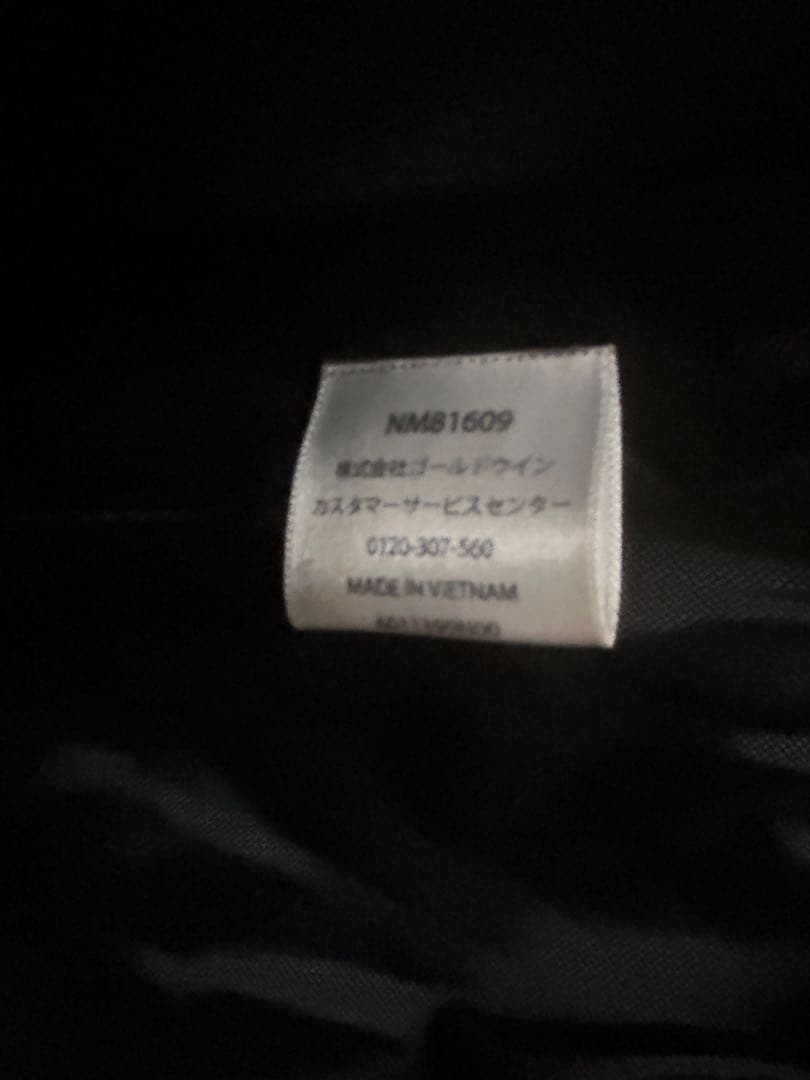 NM81609
株式会社ゴールドウイン
カスタマーサービスセンター
0120-307-560
MADE IN VIETNAM